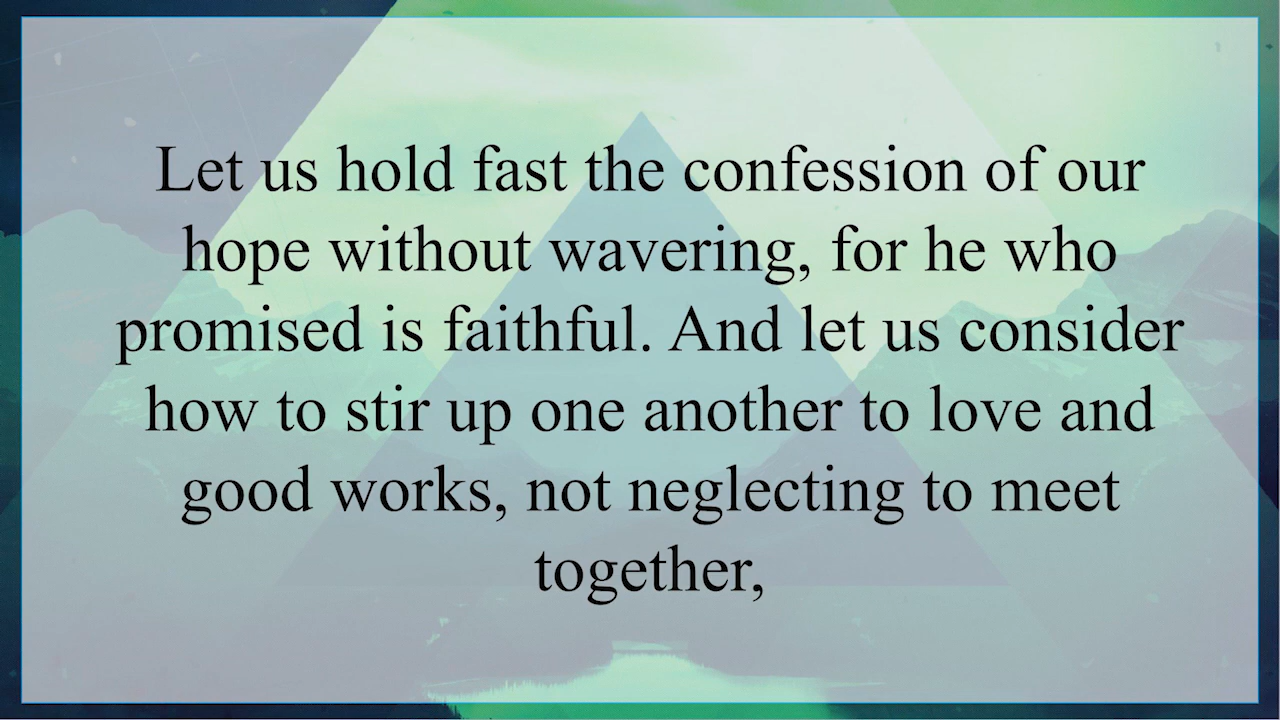 Let us hold fast the confession of our
hope without wavering, for he who
promised is faithful. And let us consider
how to stir up one another to love and
good works, not neglecting to meet
together,